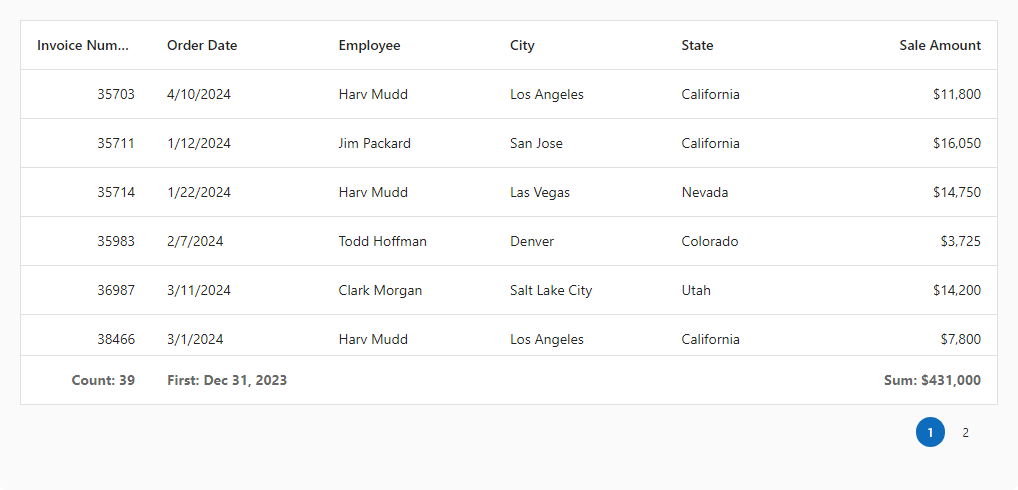 Invoice Num... Order Date Employee City State Sale Amount
35703 4/10/2024 Harv Mudd Los Angeles California $11,800
35711 1/12/2024 Jim Packard San Jose California $16,050
35714 1/22/2024 Harv Mudd Las Vegas Nevada $14,750
35983 2/7/2024 Todd Hoffman Denver Colorado $3,725
36987 3/11/2024 Clark Morgan Salt Lake City Utah $14,200
38466 3/1/2024 Harv Mudd Los Angeles California $7,800
Count: 39 First: Dec 31, 2023 Sum: $431,000
1 2